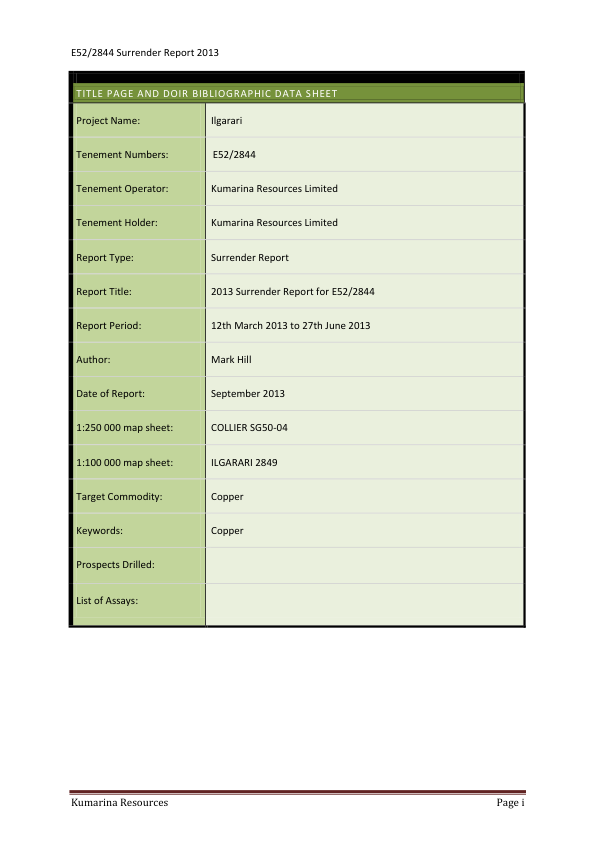 E52/2844 Surrender Report 2013
TITLE PAGE AND DOIR BIBLIOGRAPHIC DATA SHEET
Project Name: Ilgarari
Tenement Numbers: E52/2844
Tenement Operator: Kumarina Resources Limited
Tenement Holder: Kumarina Resources Limited
Report Type: Surrender Report
Report Title: 2013 Surrender Report for E52/2844
Report Period: 12th March 2013 to 27th June 2013
Author: Mark Hill
Date of Report: September 2013
1:250 000 map sheet: COLLIER SG50-04
1:100 000 map sheet: ILGARARI 2849
Target Commodity: Copper
Keywords: Copper
Prospects Drilled:
List of Assays:
Kumarina Resources Page i